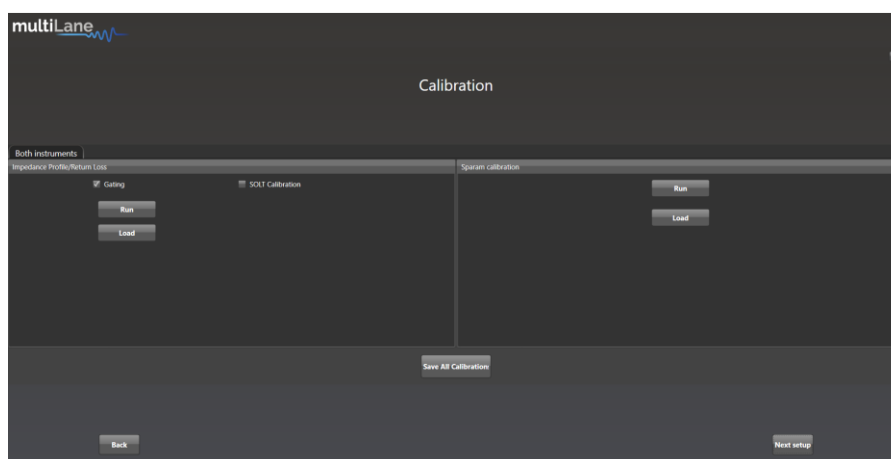 multiLane
Calibration
Both instruments
Impedance Profile/Return Loss
Sparam calibration
Gating
SOLT Calibration
Run
Load
Run
Load
Save All Calibration
Back
Next setup